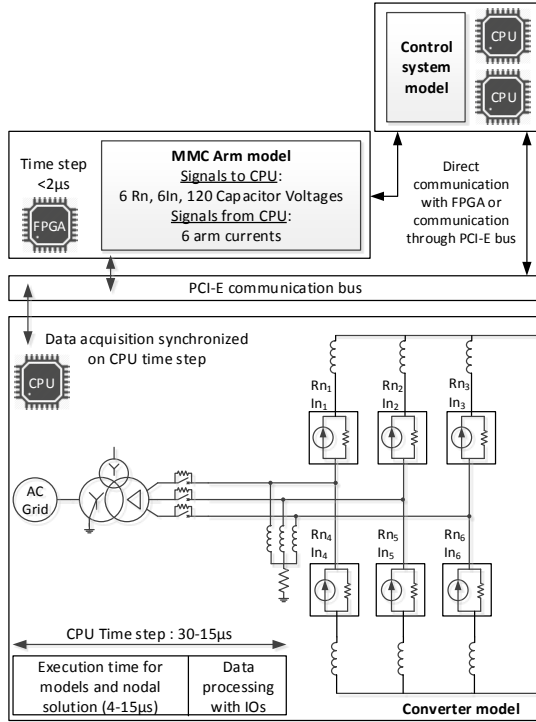 Control
system
model
CPU
CPU
Time step
<2µs
FPGA
MMC Arm model
Signals to CPU:
6 Rn, 6In, 120 Capacitor Voltages
Signals from CPU:
6 arm currents
Direct
communication
with FPGA or
communication
through PCI-E bus
PCI-E communication bus
Data acquisition synchronized
on CPU time step
CPU
Rn1
In1
Rn2
In2
Rn3
In3
AC
Grid
Y
Y
Rn4
In4
Rn5
In5
Rn6
In6
CPU Time step : 30-15µs
Execution time for
models and nodal
solution (4-15µs)
Data
processing
with IOs
Converter model